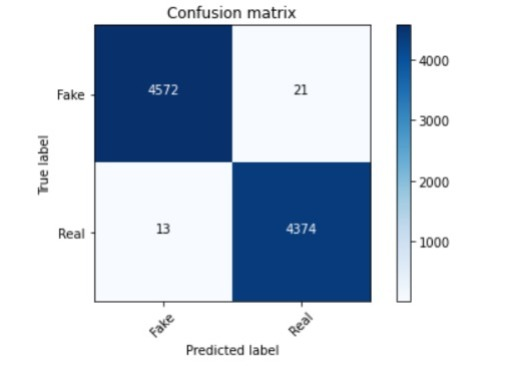 Confusion matrix
4572 21
13 4374
Fake
Real
True label
Fake Real
Predicted label
4000
3000
2000
1000